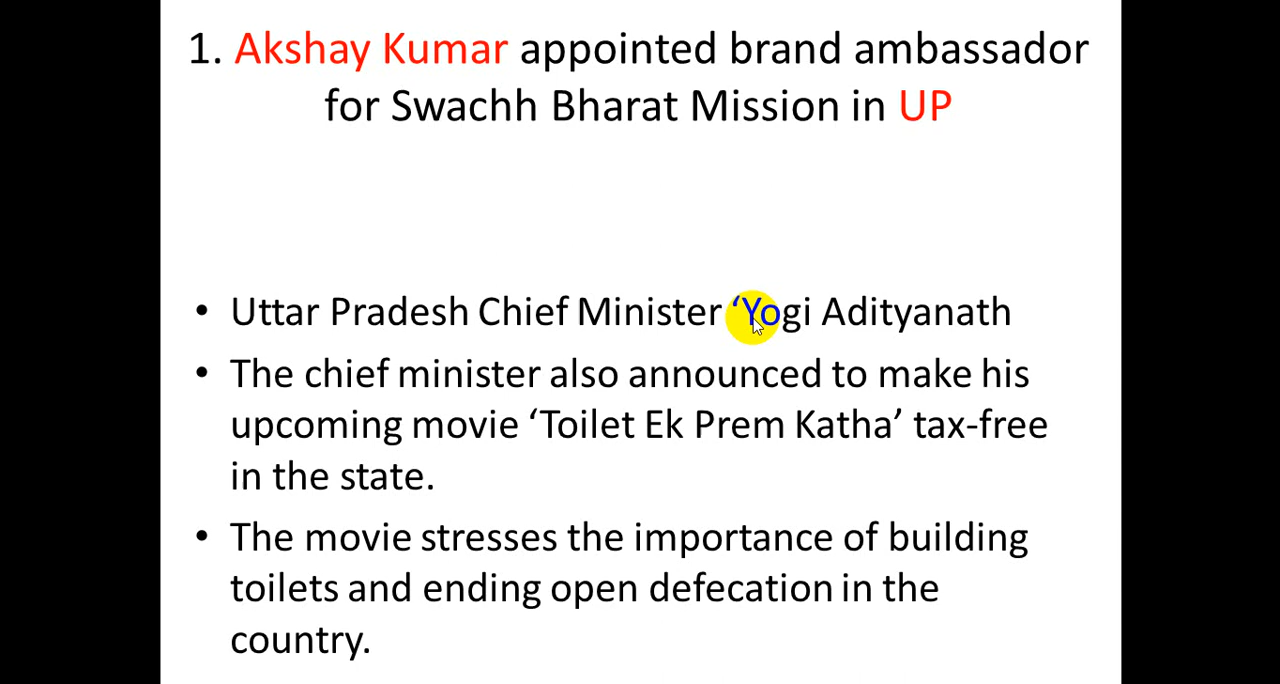 1. Akshay Kumar appointed brand ambassador
for Swachh Bharat Mission in UP
• Uttar Pradesh Chief Minister ‘Yogi Adityanath
• The chief minister also announced to make his
upcoming movie ‘Toilet Ek Prem Katha’ tax-free
in the state.
• The movie stresses the importance of building
toilets and ending open defecation in the
country.